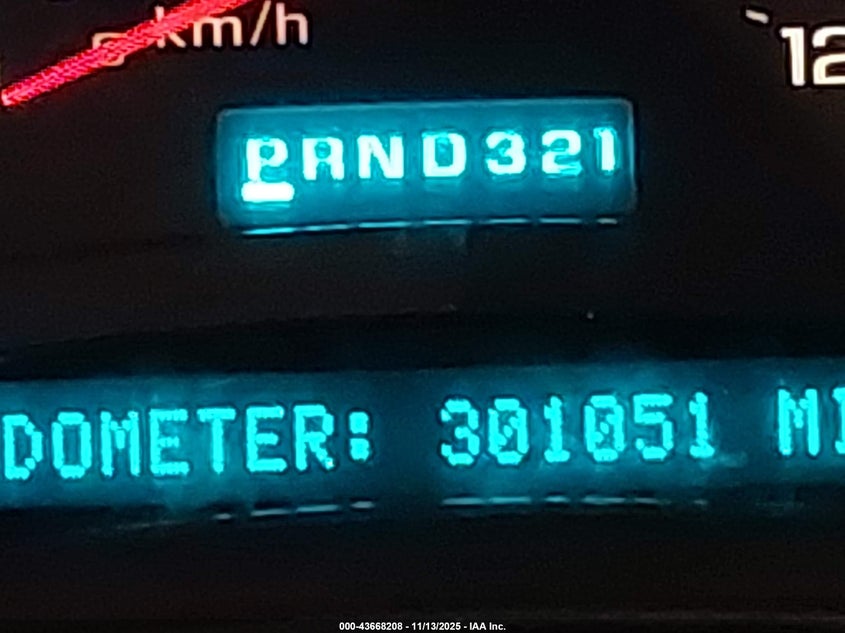 km/h
12
PRND321
DOMETER: 301051 MI
000-43668208 - 11/13/2025 - IAA Inc.